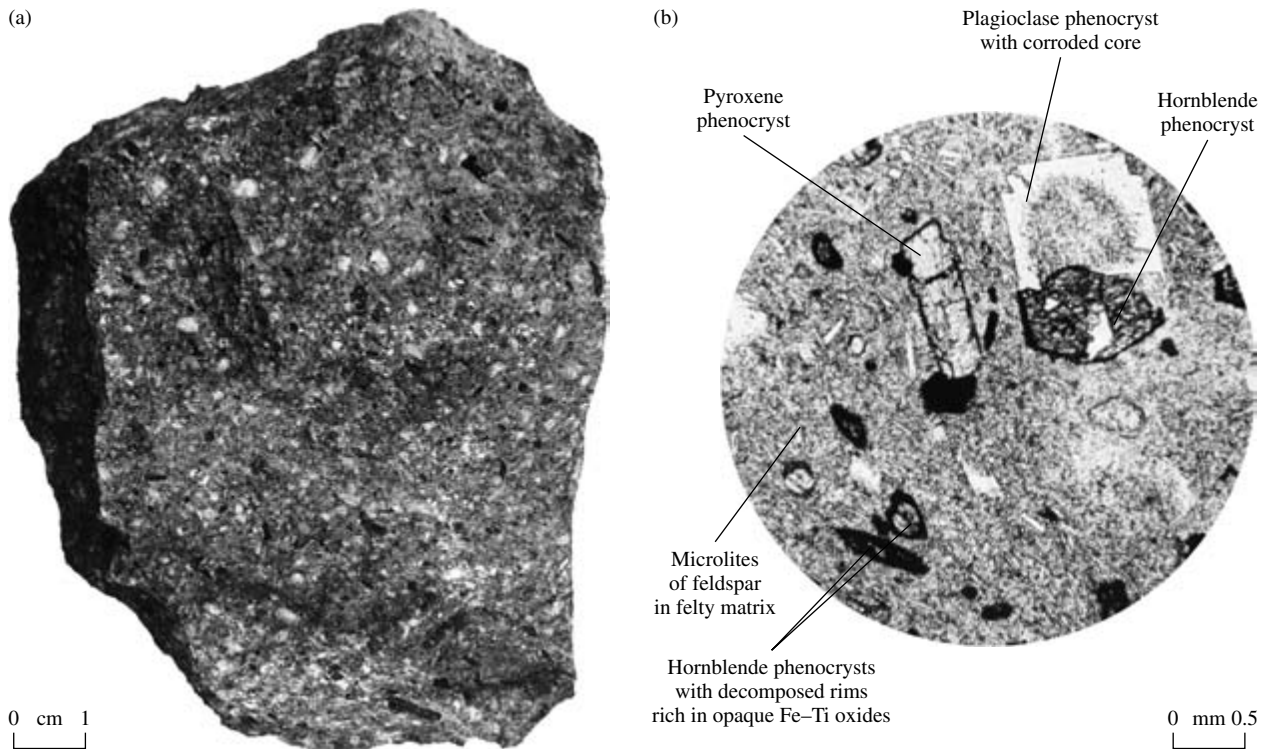 (a)
0 cm 1
(b)
Plagioclase phenocryst
with corroded core
Pyroxene
phenocryst
Hornblende
phenocryst
Microlites
of feldspar
in felty matrix
Hornblende phenocrysts
with decomposed rims
rich in opaque Fe–Ti oxides
0 mm 0.5